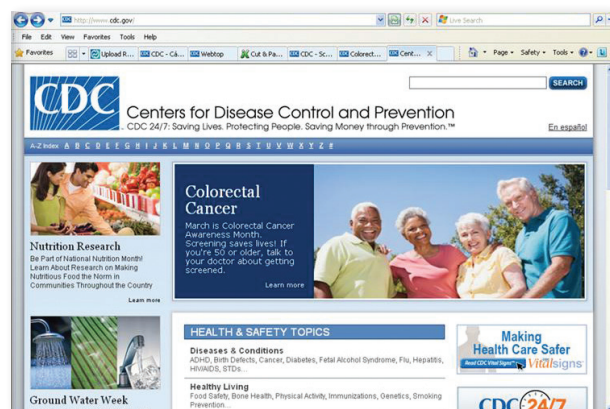 http://www.cdc.gov/
Live Search
File Edit View Favorites Tools Help
Favorites Upload R... CDC - Cá... Webtop Cut & Pa... CDC - Sc... Colorect... Cent... X Page Safety Tools
SEARCH
CDC
Centers for Disease Control and Prevention
CDC 24/7: Saving Lives. Protecting People. Saving Money through Prevention.™
En español
A-Z Index A B C D E F G H I J K L M N O P Q R S T U V W X Y Z #
Colorectal
Cancer
March is Colorectal Cancer
Awareness Month.
Screening saves lives! If
you're 50 or older, talk to
your doctor about getting
screened.
Learn more
Nutrition Research
Be Part of National Nutrition Month!
Learn About Research on Making
Nutritious Food the Norm in
Communities Throughout the Country
Learn more
Ground Water Week
HEALTH & SAFETY TOPICS
Diseases & Conditions
ADHD, Birth Defects, Cancer, Diabetes, Fetal Alcohol Syndrome, Flu, Hepatitis,
HIV/AIDS, STDs...
Healthy Living
Food Safety, Bone Health, Physical Activity, Immunizations, Genetics, Smoking
Prevention...
Making
Health Care Safer
Read CDC Vital Signs™
Vitalsigns
CDC 24/7